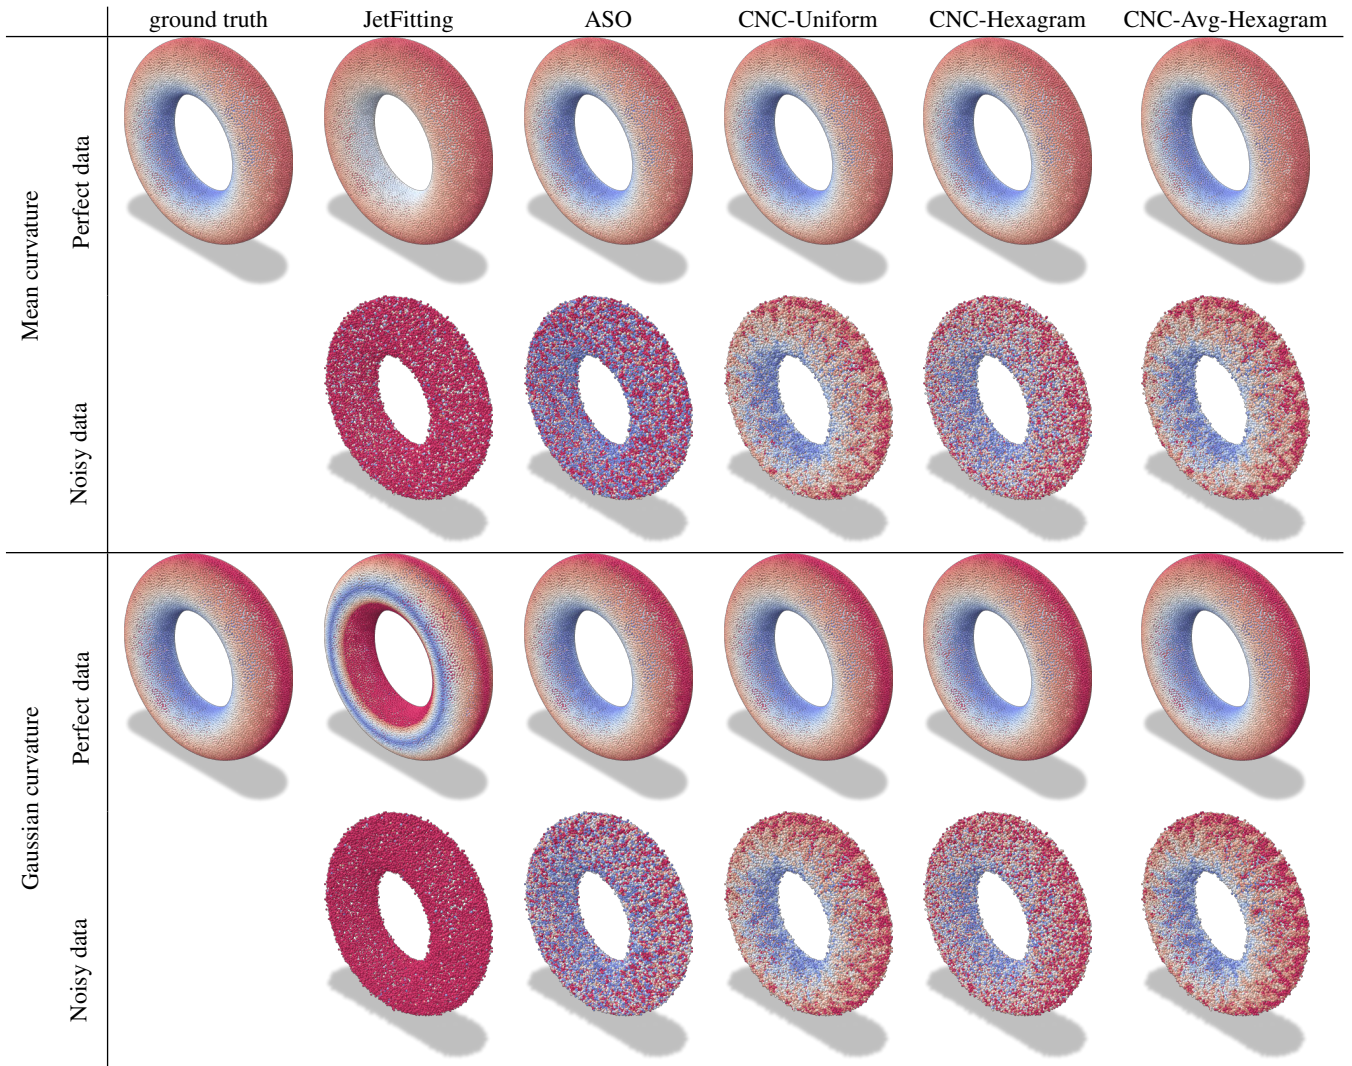 ground truth JetFitting ASO CNC-Uniform CNC-Hexagram CNC-Avg-Hexagram
Mean curvature
Perfect data
Noisy data
Gaussian curvature
Perfect data
Noisy data